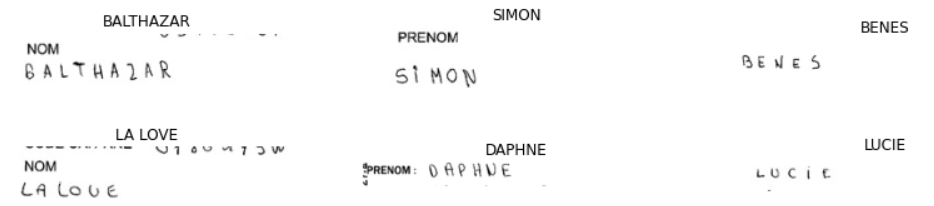 BALTHAZAR
NOM
BALTHAZAR
SIMON
PRENOM
SiMON
BENES
BENES
LA LOVE
NOM
LA LOUE
DAPHNE
PRENOM: DAPHNE
LUCIE
LUCiE